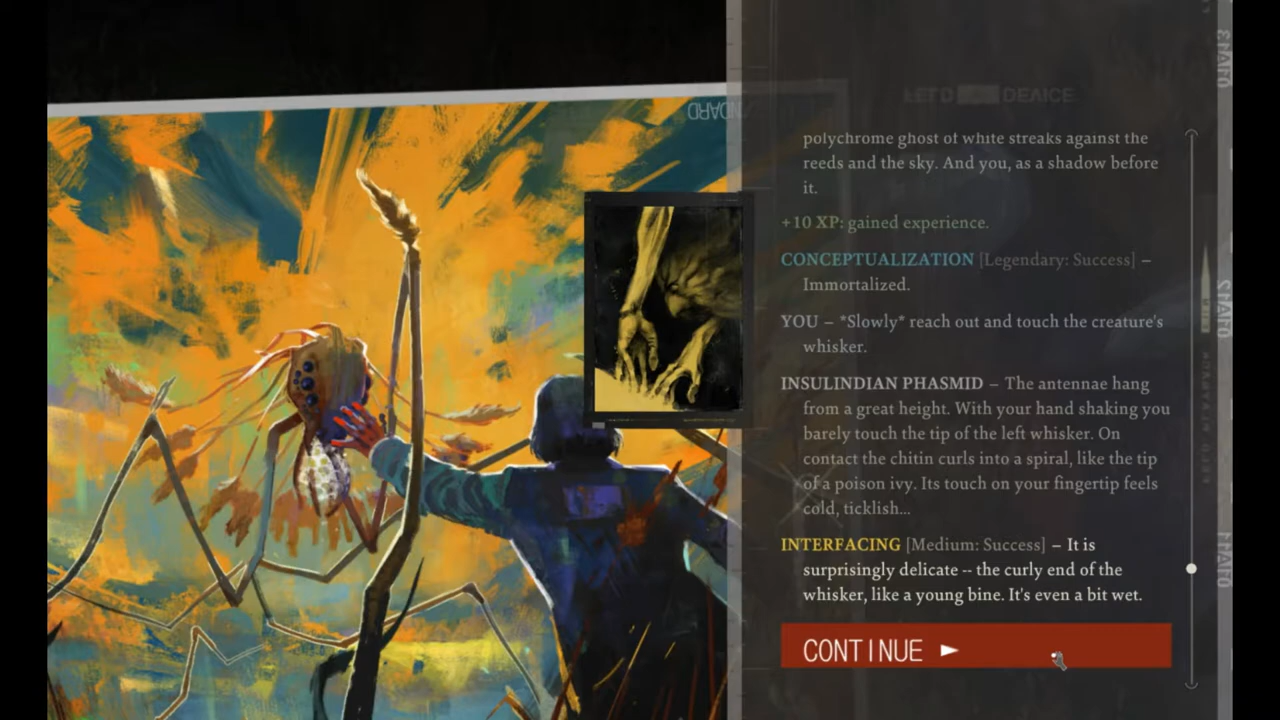 polychrome ghost of white streaks against the
reeds and the sky. And you, as a shadow before
it.
+10 XP: gained experience.
CONCEPTUALIZATION [Legendary: Success] –
Immortalized.
YOU – *Slowly* reach out and touch the creature's
whisker.
INSULINDIAN PHASMID – The antennae hang
from a great height. With your hand shaking you
barely touch the tip of the left whisker. On
contact the chitin curls into a spiral, like the tip
of a poison ivy. Its touch on your fingertip feels
cold, ticklish...
INTERFACING [Medium: Success] – It is
surprisingly delicate -- the curly end of the
whisker, like a young bine. It's even a bit wet.
CONTINUE